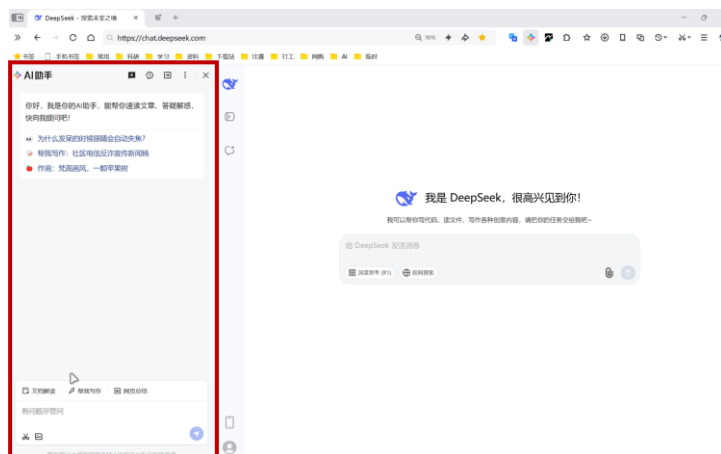 DeepSeek - 探索未至之境
https://chat.deepseek.com
90%
书签 手机书签 常用 科研 学习 资料 下载站 比赛 打工 网购 AI 临时
AI助手
你好，我是你的AI助手，能帮你速读文章、答疑解惑，
快向我提问吧！
为什么发呆的时候眼睛会自动失焦?
帮我写作：社区电信反诈宣传新闻稿
作画：梵高画风，一颗苹果树
文档解读 帮我写作 网页总结
有问题尽管问
我是 DeepSeek，很高兴见到你！
我可以帮你写代码、读文件、写作各种创意内容，请把你的任务交给我吧~
给 DeepSeek 发送消息
深度思考 (R1) 联网搜索